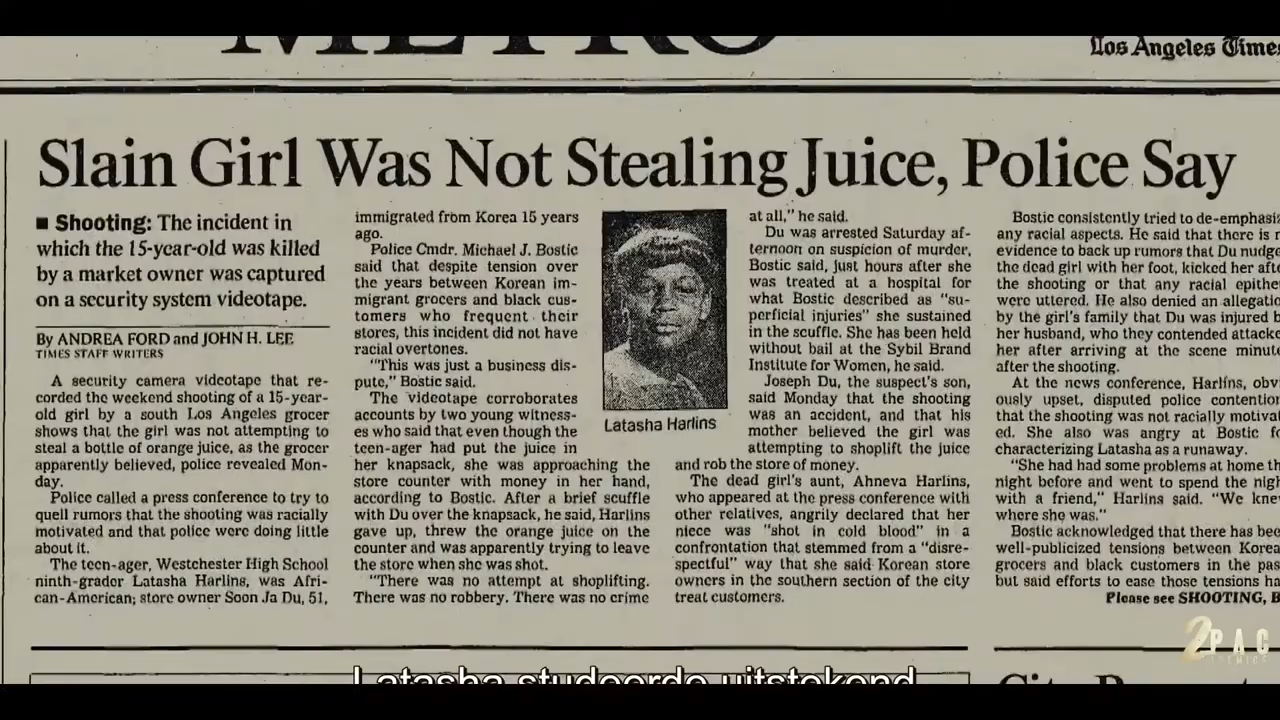 METRO
Los Angeles Times
Slain Girl Was Not Stealing Juice, Police Say
■ Shooting: The incident in
which the 15-year-old was killed
by a market owner was captured
on a security system videotape.
By ANDREA FORD and JOHN H. LEE
TIMES STAFF WRITERS
A security camera videotape that re-
corded the weekend shooting of a 15-year-
old girl by a south Los Angeles grocer
shows that the girl was not attempting to
steal a bottle of orange juice, as the grocer
apparently believed, police revealed Mon-
day.
Police called a press conference to try to
quell rumors that the shooting was racially
motivated and that police were doing little
about it.
The teen-ager, Westchester High School
ninth-grader Latasha Harlins, was Afri-
can-American; store owner Soon Ja Du, 51,
immigrated from Korea 15 years
ago.
Police Cmdr. Michael J. Bostic
said that despite tension over
the years between Korean im-
migrant grocers and black cus-
tomers who frequent their
stores, this incident did not have
racial overtones.
"This was just a business dis-
pute," Bostic said.
The videotape corroborates
accounts by two young witness-
es who said that even though the
teen-ager had put the juice in
her knapsack, she was approaching the
store counter with money in her hand,
according to Bostic. After a brief scuffle
with Du over the knapsack, he said, Harlins
gave up, threw the orange juice on the
counter and was apparently trying to leave
the store when she was shot.
"There was no attempt at shoplifting.
There was no robbery. There was no crime
Latasha Harlins
at all," he said.
Du was arrested Saturday af-
ternoon on suspicion of murder,
Bostic said, just hours after she
was treated at a hospital for
what Bostic described as "su-
perficial injuries" she sustained
in the scuffle. She has been held
without bail at the Sybil Brand
Institute for Women, he said.
Joseph Du, the suspect's son,
said Monday that the shooting
was an accident, and that his
mother believed the girl was
attempting to shoplift the juice
and rob the store of money.
The dead girl's aunt, Ahneva Harlins,
who appeared at the press conference with
other relatives, angrily declared that her
niece was "shot in cold blood" in a
confrontation that stemmed from a "disre-
spectful" way that she said Korean store
owners in the southern section of the city
treat customers.
Bostic consistently tried to de-emphasiz
any racial aspects. He said that there is n
evidence to back up rumors that Du nudge
the dead girl with her foot, kicked her afte
the shooting or that any racial epithe
were uttered. He also denied an allegati
by the girl's family that Du was injured b
her husband, who they contended attacke
her after arriving at the scene minute
after the shooting.
At the news conference, Harlins, obvi
ously upset, disputed police contention
that the shooting was not racially motivat
ed. She also was angry at Bostic fo
characterizing Latasha as a runaway.
"She had had some problems at home th
night before and went to spend the nigh
with a friend," Harlins said. "We knew
where she was."
Bostic acknowledged that there has bee
well-publicized tensions between Korea
grocers and black customers in the pas
but said efforts to ease those tensions ha
Please see SHOOTING, B
2PAC
Latasha studeerde uitstekend